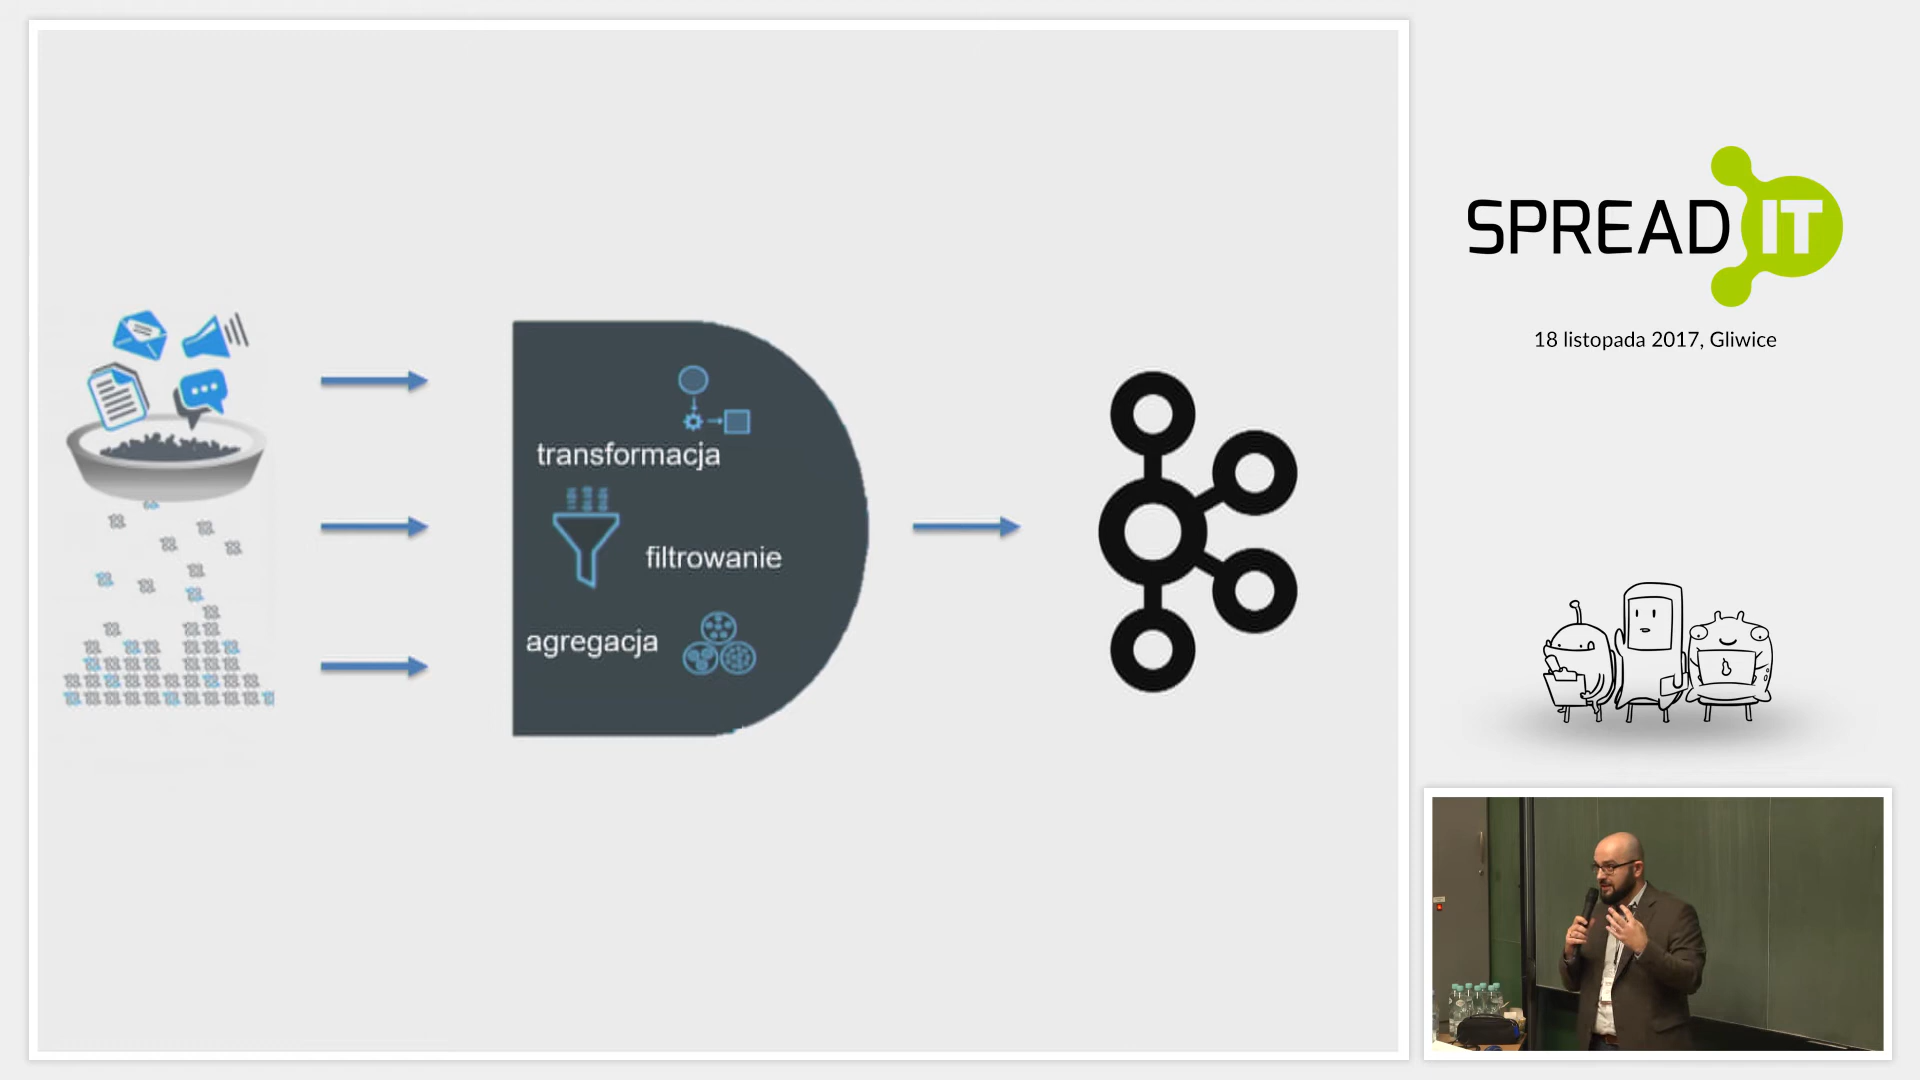 transformacja
filtrowanie
agregacja
SPREAD IT
18 listopada 2017, Gliwice